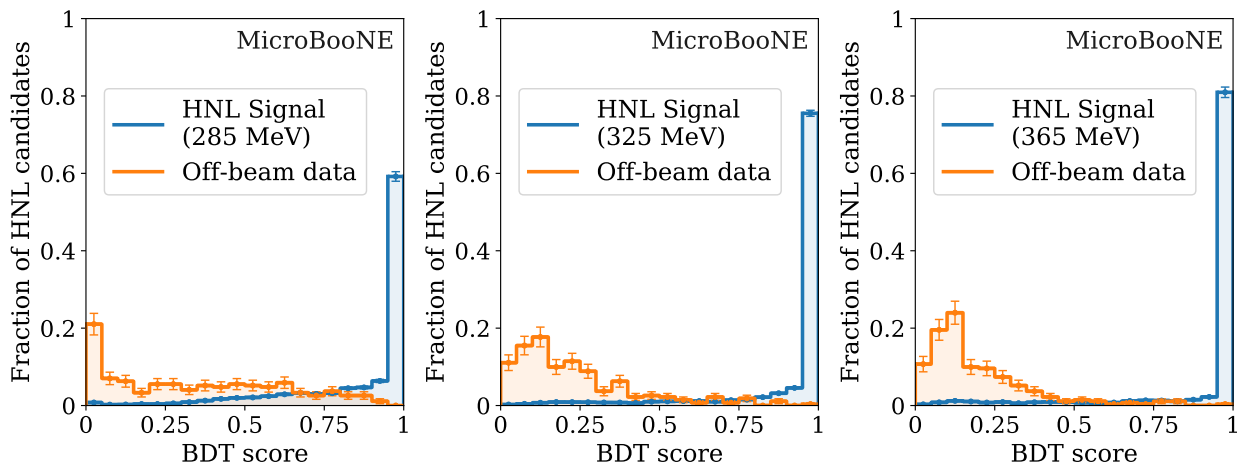 MicroBooNE
HNL Signal
(285 MeV)
Off-beam data
Fraction of HNL candidates
1
0.8
0.6
0.4
0.2
0
0 0.25 0.5 0.75 1
BDT score
MicroBooNE
HNL Signal
(325 MeV)
Off-beam data
Fraction of HNL candidates
1
0.8
0.6
0.4
0.2
0
0 0.25 0.5 0.75 1
BDT score
MicroBooNE
HNL Signal
(365 MeV)
Off-beam data
Fraction of HNL candidates
1
0.8
0.6
0.4
0.2
0
0 0.25 0.5 0.75 1
BDT score